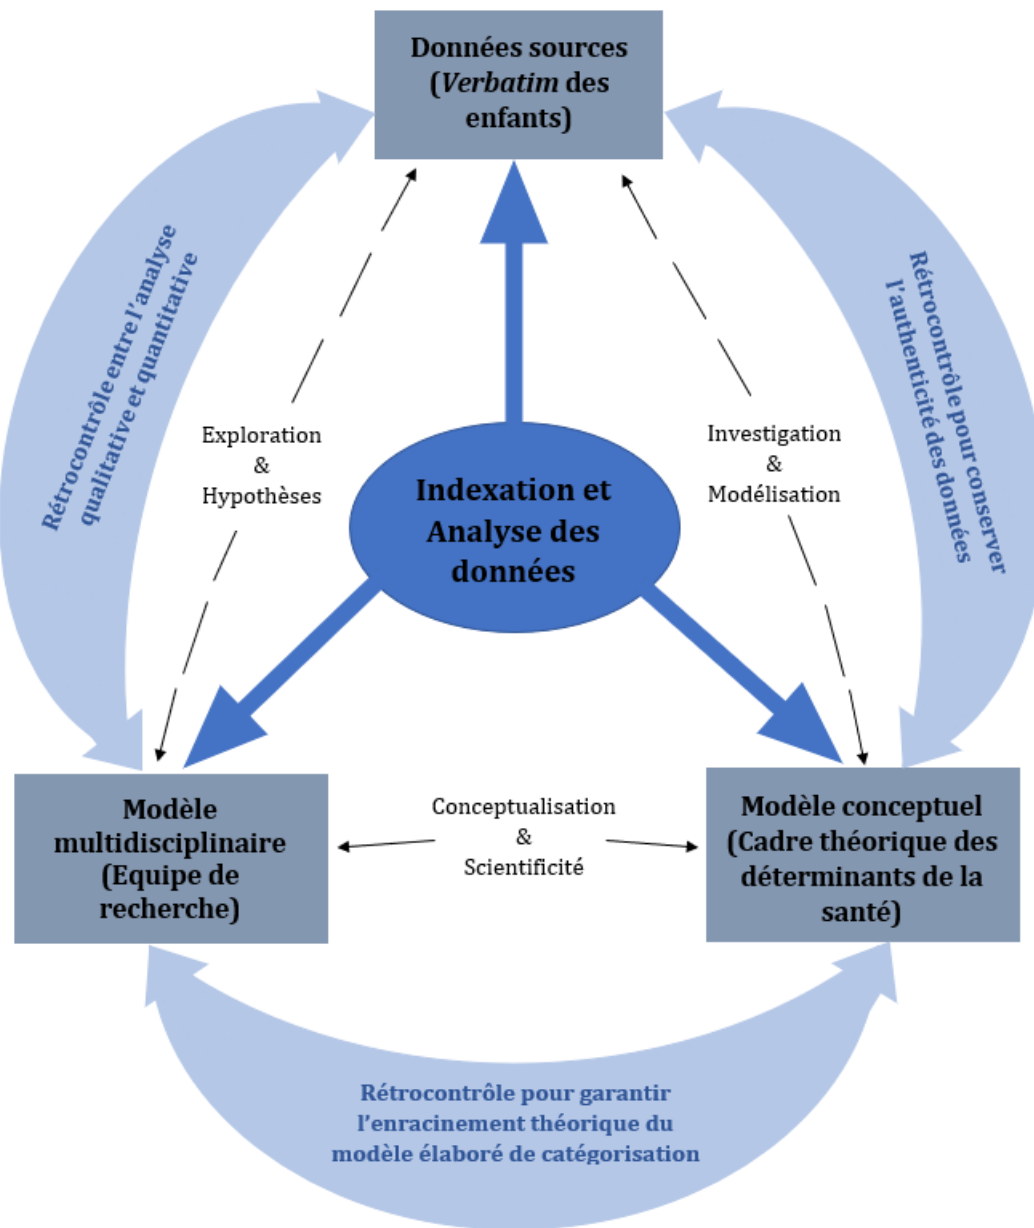 Données sources
(Verbatim des
enfants)
Rétrocontrôle entre l'analyse
qualitative et quantitative
Rétrocontrôle pour conserver
l'authenticité des données
Exploration
&
Hypothèses
Investigation
&
Modélisation
Indexation et
Analyse des
données
Modèle
multidisciplinaire
(Equipe de
recherche)
Conceptualisation
&
Scientificité
Modèle conceptuel
(Cadre théorique des
déterminants de la
santé)
Rétrocontrôle pour garantir
l'enracinement théorique du
modèle élaboré de catégorisation